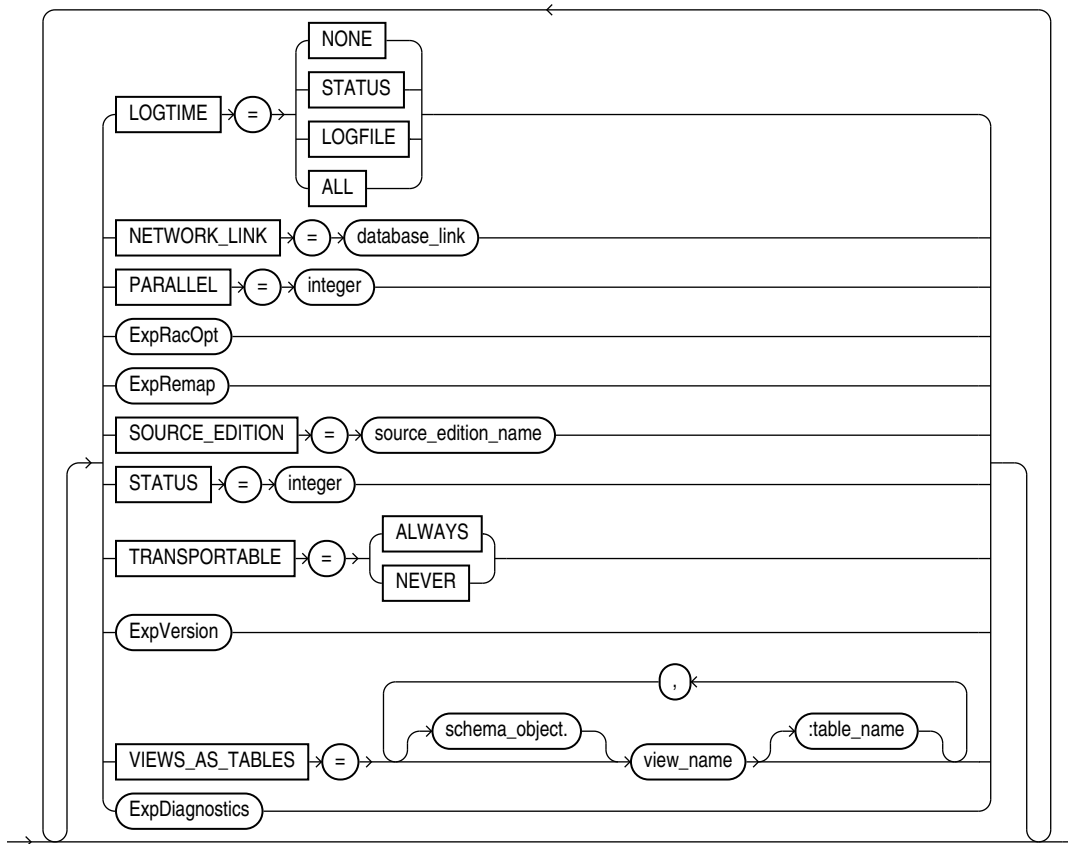 NONE
STATUS
LOGTIME =
LOGFILE
ALL
NETWORK_LINK = database_link
PARALLEL = integer
ExpRacOpt
ExpRemap
SOURCE_EDITION = source_edition_name
STATUS = integer
ALWAYS
TRANSPORTABLE =
NEVER
ExpVersion
,
schema_object. :table_name
VIEWS_AS_TABLES = view_name
ExpDiagnostics